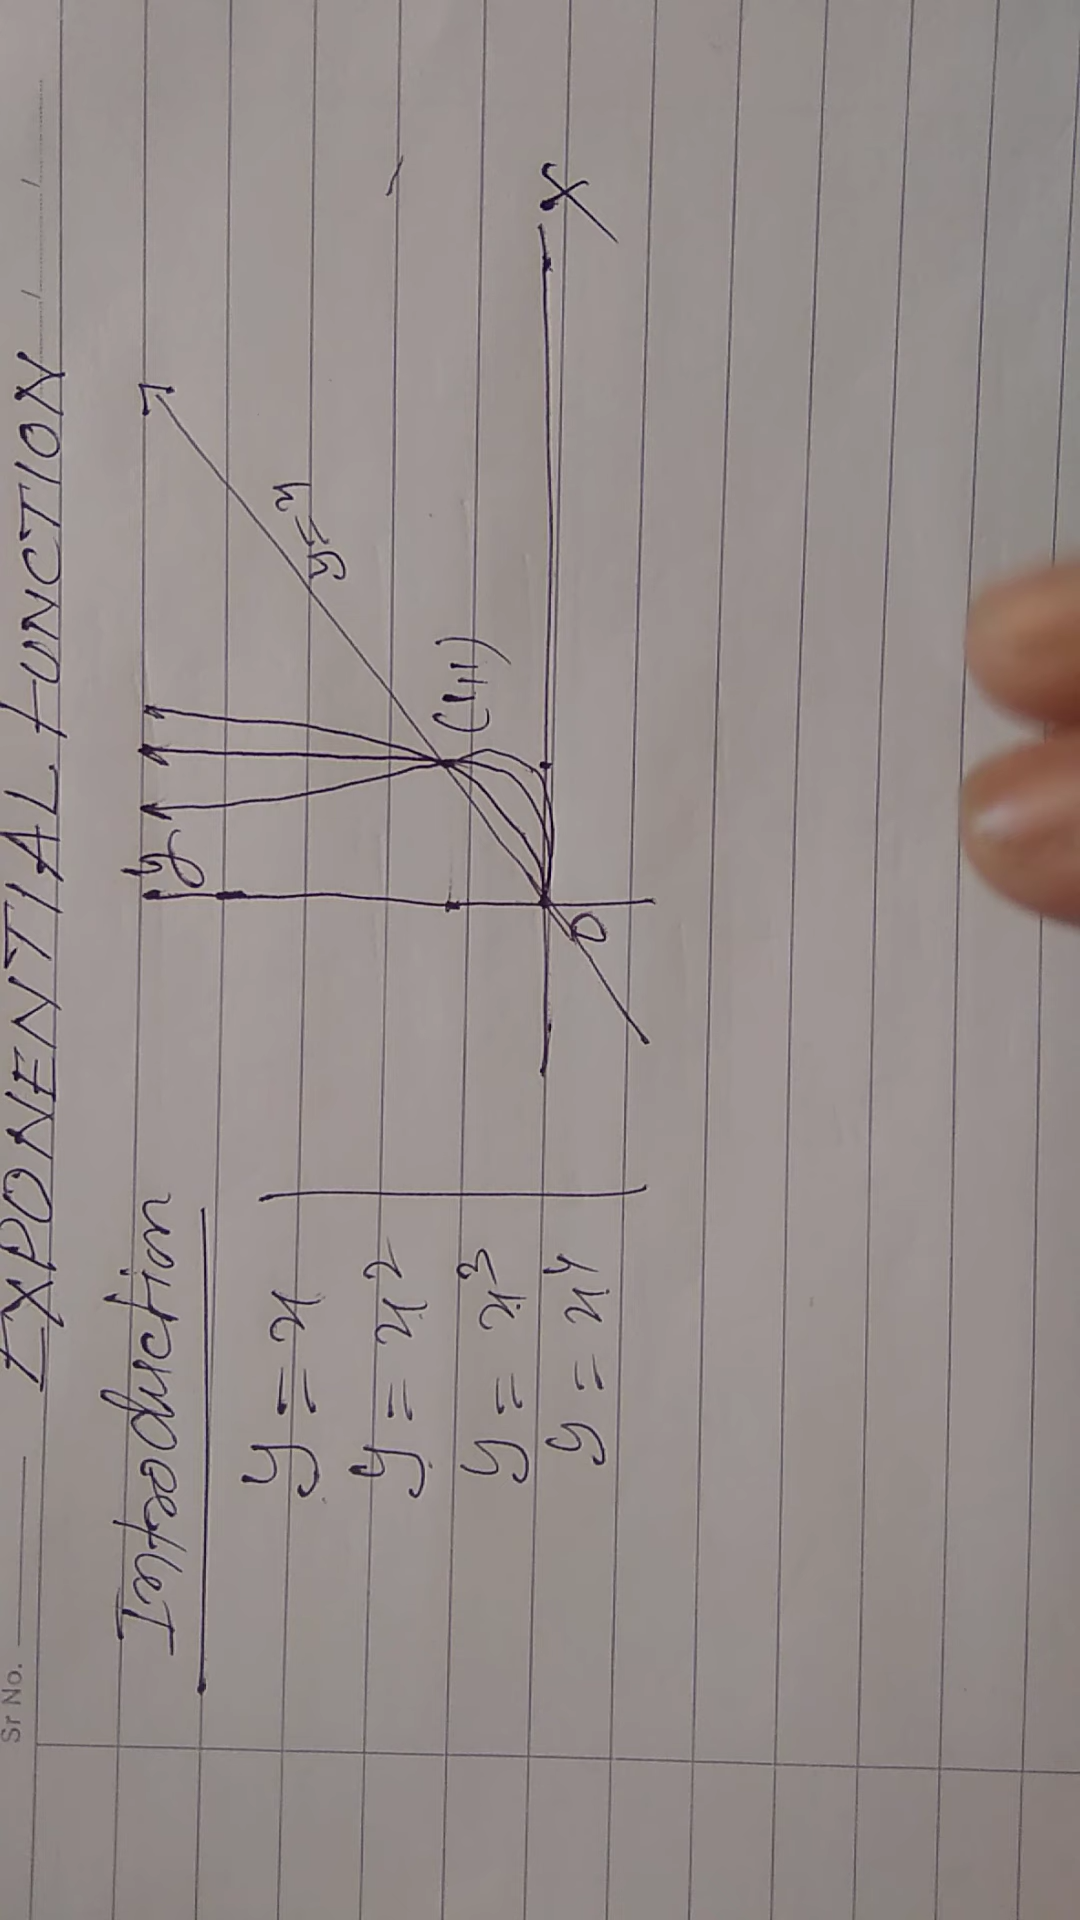 Sr No.
EXPONENTIAL FUNCTION
Introduction
y = x
y = x²
y = x³
y = x⁴
y
y=x
(1,1)
O
X